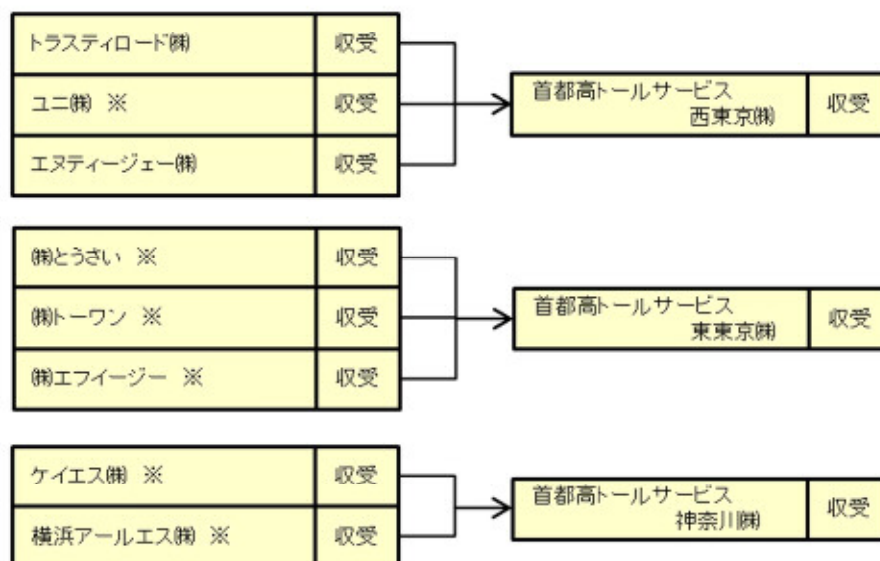 トラスティロード㈱ 収受
ユニ㈱ ※ 収受
エヌティージェー㈱ 収受
首都高トールサービス
西東京㈱ 収受
㈱とうさい ※ 収受
㈱トーワン ※ 収受
㈱エフイージー ※ 収受
首都高トールサービス
東東京㈱ 収受
ケイエス㈱ ※ 収受
横浜アールエス㈱ ※ 収受
首都高トールサービス
神奈川㈱ 収受